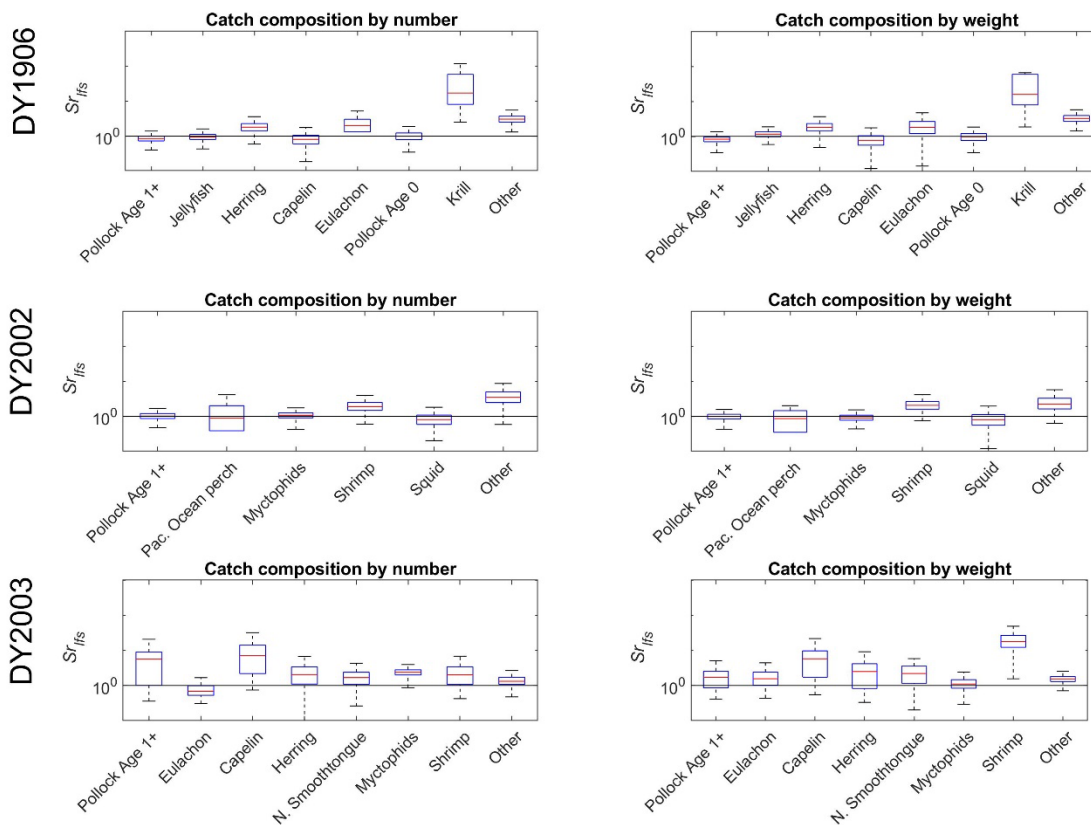 DY1906
Catch composition by number
Sr_lfs
10^0
Pollock Age 1+
Jellyfish
Herring
Capelin
Eulachon
Pollock Age 0
Krill
Other
Catch composition by weight
Sr_lfs
10^0
Pollock Age 1+
Jellyfish
Herring
Capelin
Eulachon
Pollock Age 0
Krill
Other
DY2002
Catch composition by number
Sr_lfs
10^0
Pollock Age 1+
Pac. Ocean perch
Myctophids
Shrimp
Squid
Other
Catch composition by weight
Sr_lfs
10^0
Pollock Age 1+
Pac. Ocean perch
Myctophids
Shrimp
Squid
Other
DY2003
Catch composition by number
Sr_lfs
10^0
Pollock Age 1+
Eulachon
Capelin
Herring
N. Smoothtongue
Myctophids
Shrimp
Other
Catch composition by weight
Sr_lfs
10^0
Pollock Age 1+
Eulachon
Capelin
Herring
N. Smoothtongue
Myctophids
Shrimp
Other